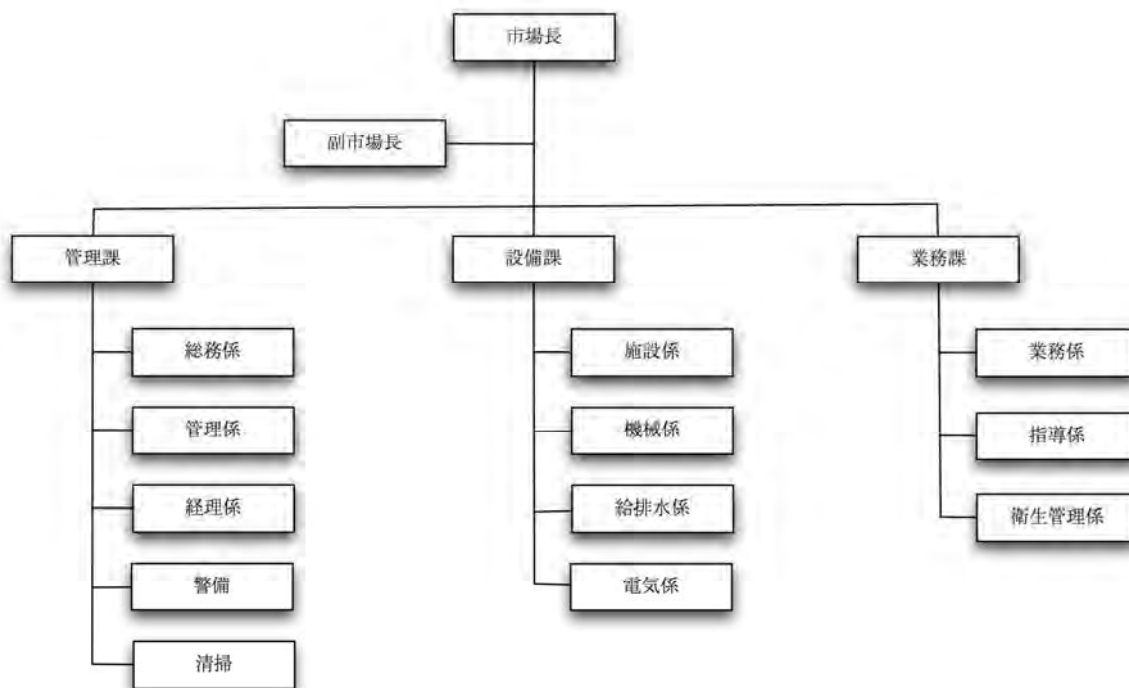 市場長
副市場長
管理課
設備課
業務課
総務係
管理係
経理係
警備
清掃
施設係
機械係
給排水係
電気係
業務係
指導係
衛生管理係